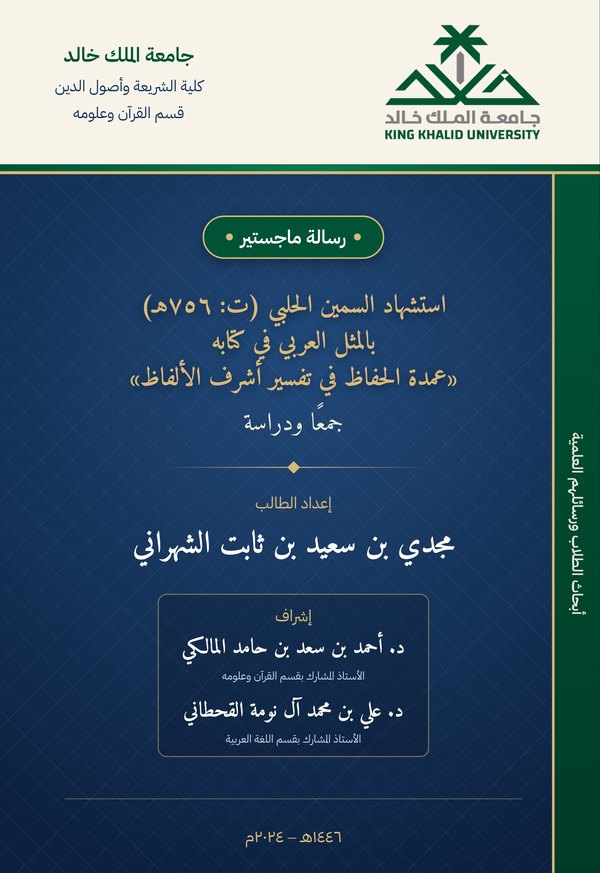 جامعة الملك خالد
كلية الشريعة وأصول الدين
قسم القرآن وعلومه
جامعة الملك خالد
KING KHALID UNIVERSITY
رسالة ماجستير
استشهاد السمين الحلبي (ت: ٧٥٦هـ)
بالمثل العربي في كتابه
«عمدة الحفاظ في تفسير أشرف الألفاظ»
جمعًا ودراسة
إعداد الطالب
مجدي بن سعيد بن ثابت الشهراني
إشراف
د. أحمد بن سعد بن حامد المالكي
الأستاذ المشارك بقسم القرآن وعلومه
د. علي بن محمد آل نومة القحطاني
الأستاذ المشارك بقسم اللغة العربية
١٤٤٦هـ – ٢٠٢٤م
أبحاث الطلاب ورسائلهم العلمية